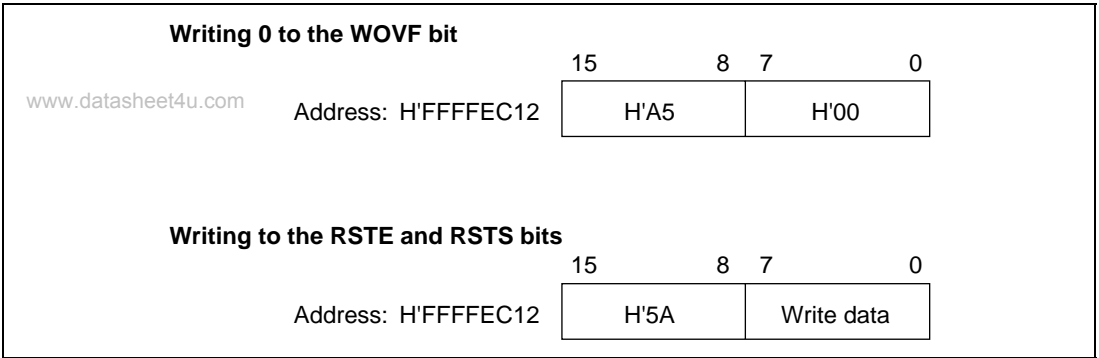 Writing 0 to the WOVF bit
15 8 7 0
www.datasheet4u.com
Address: H'FFFFEC12 H'A5 H'00
Writing to the RSTE and RSTS bits
15 8 7 0
Address: H'FFFFEC12 H'5A Write data